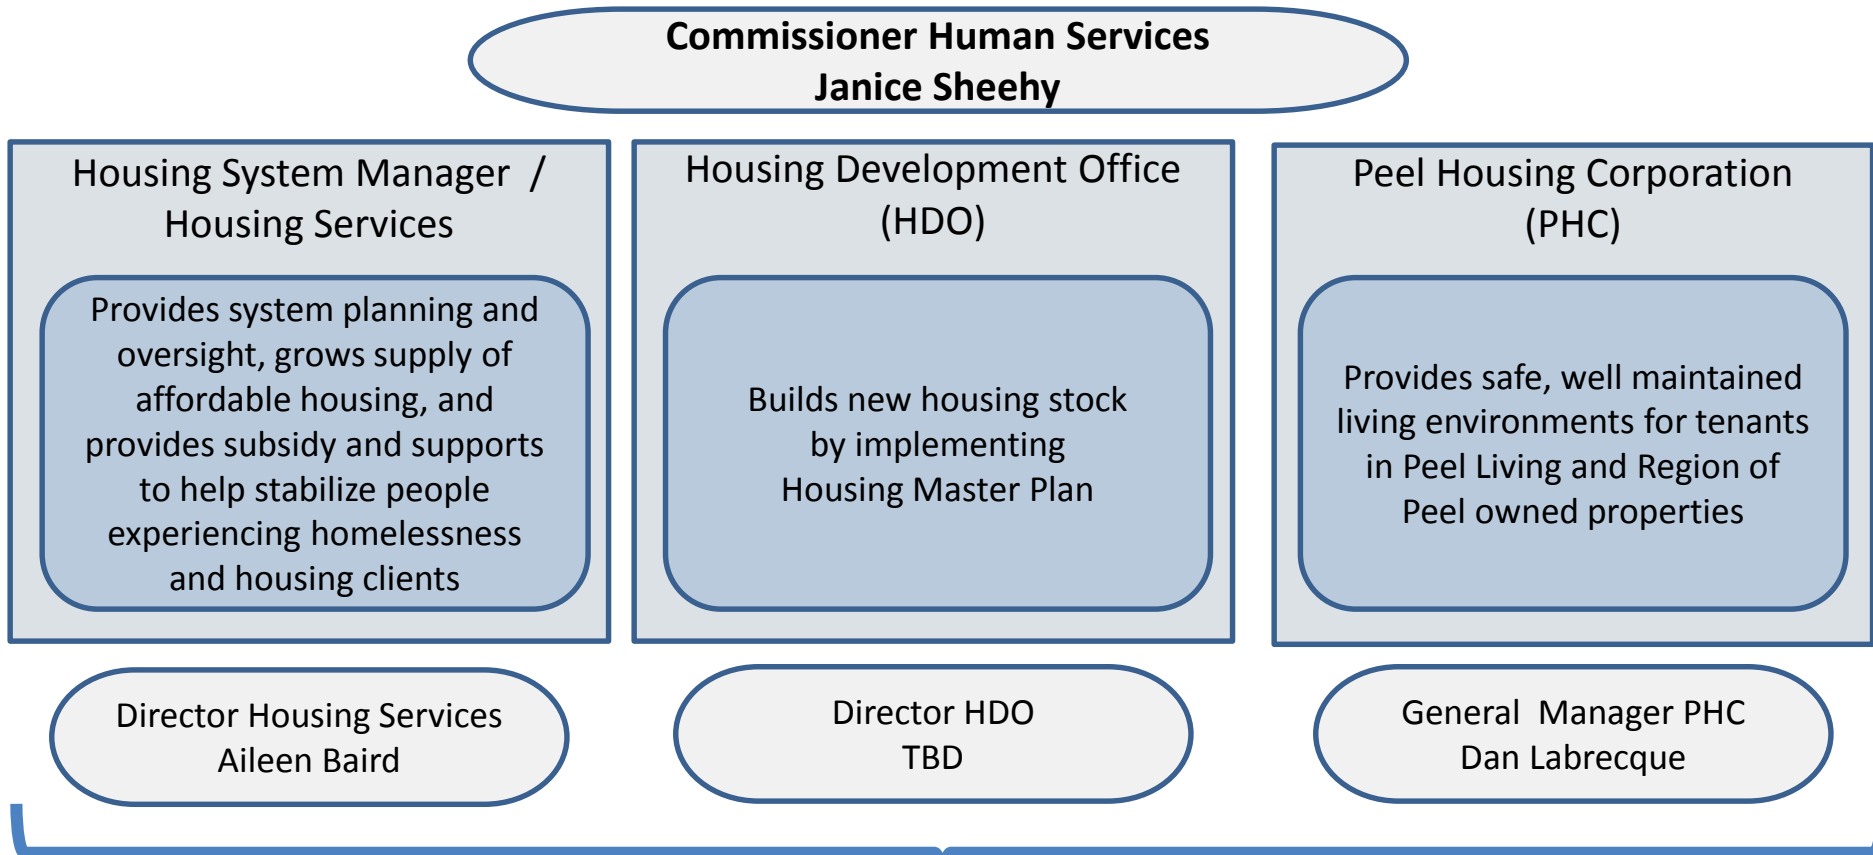 Commissioner Human Services
Janice Sheehy
Housing System Manager /
Housing Services
Provides system planning and
oversight, grows supply of
affordable housing, and
provides subsidy and supports
to help stabilize people
experiencing homelessness
and housing clients
Director Housing Services
Aileen Baird
Housing Development Office
(HDO)
Builds new housing stock
by implementing
Housing Master Plan
Director HDO
TBD
Peel Housing Corporation
(PHC)
Provides safe, well maintained
living environments for tenants
in Peel Living and Region of
Peel owned properties
General Manager PHC
Dan Labrecque